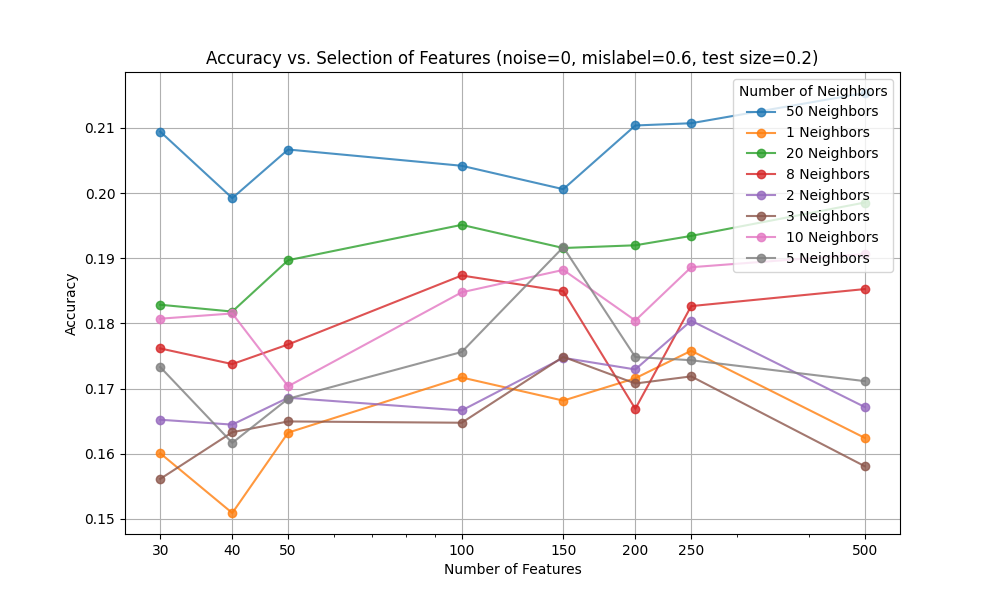 Accuracy vs. Selection of Features (noise=0, mislabel=0.6, test size=0.2)
Number of Neighbors
50 Neighbors
1 Neighbors
20 Neighbors
8 Neighbors
2 Neighbors
3 Neighbors
10 Neighbors
5 Neighbors
Accuracy
0.21
0.20
0.19
0.18
0.17
0.16
0.15
30 40 50 100 150 200 250 500
Number of Features